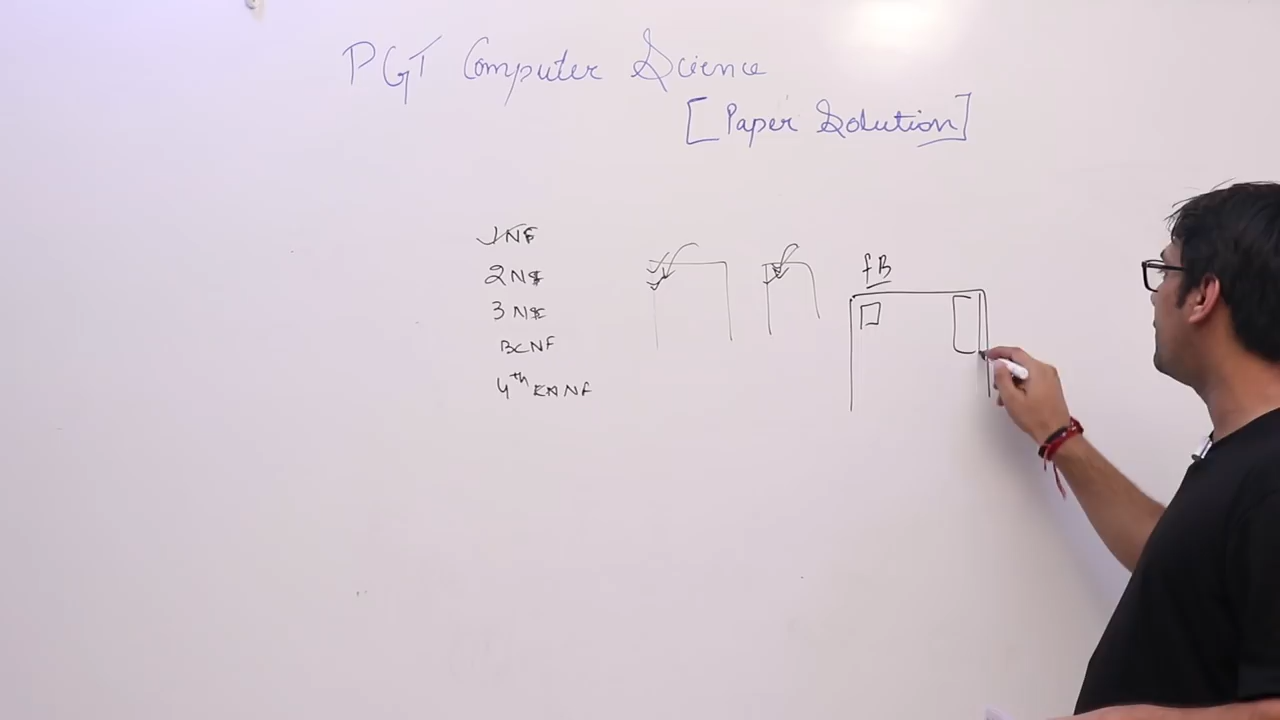 PGT Computer Science
[Paper Solution]
1NF
2NF
3NF
BCNF
4th NF
fB